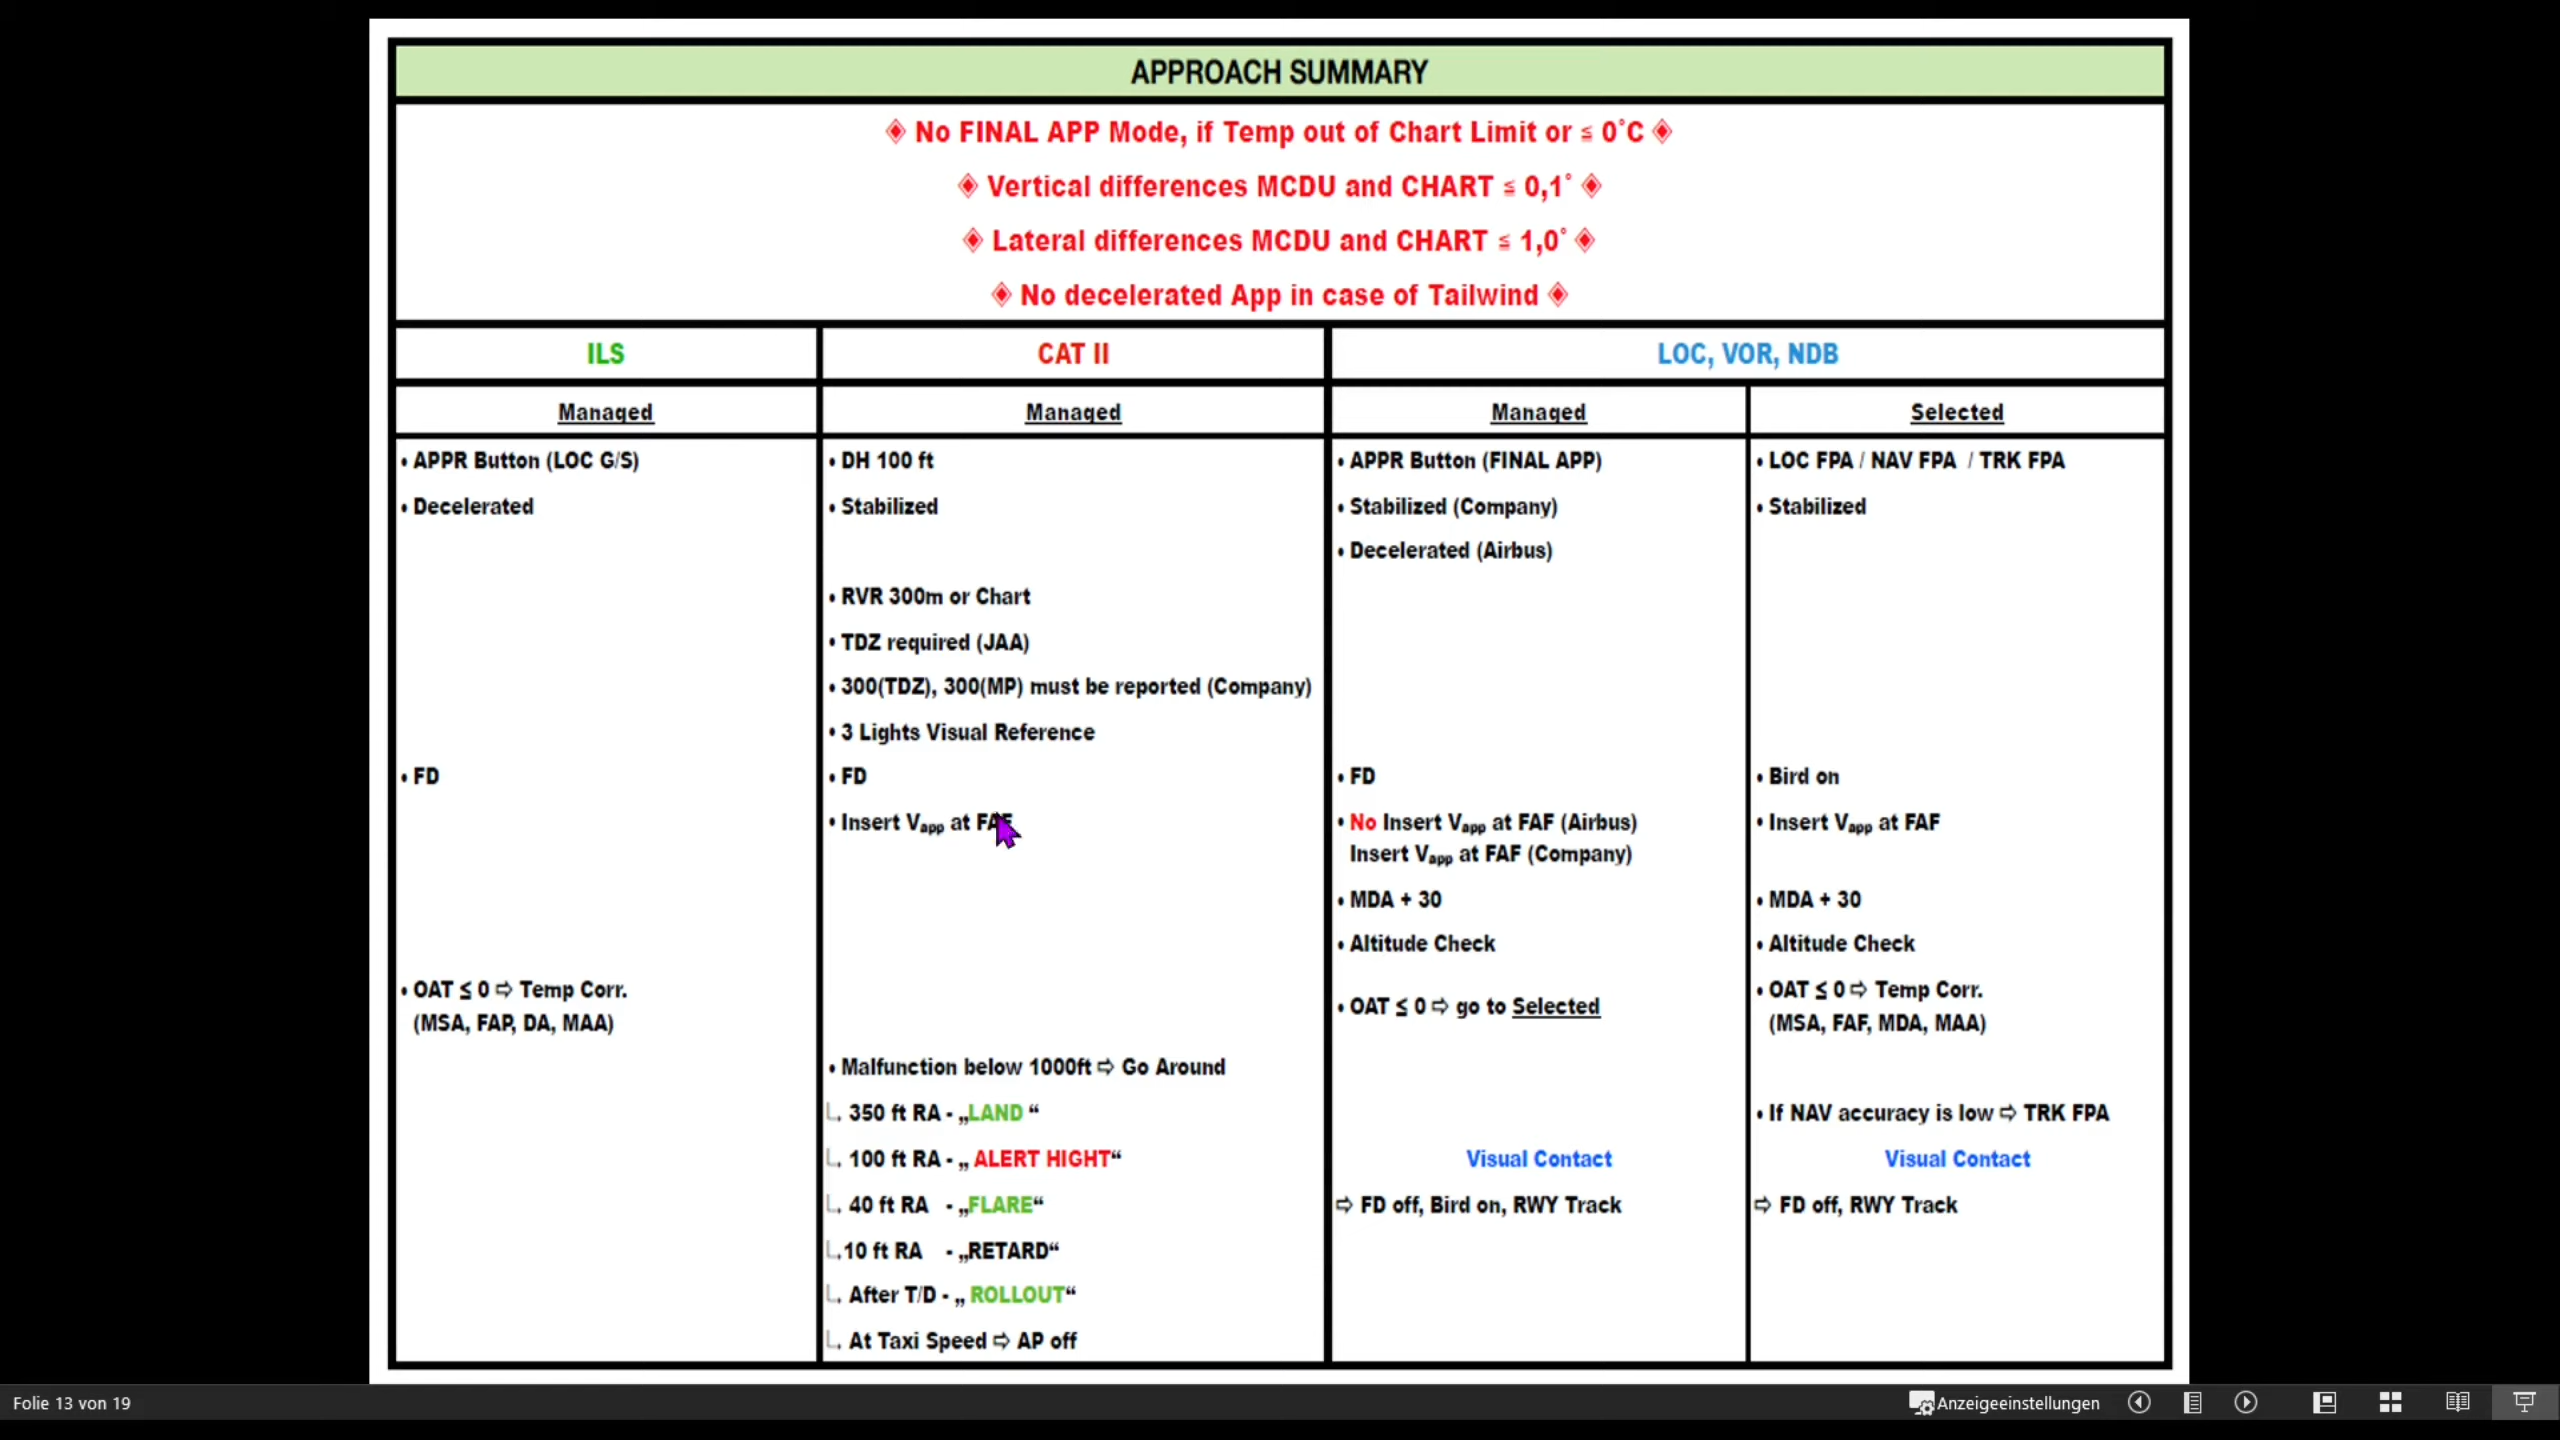 APPROACH SUMMARY
◈ No FINAL APP Mode, if Temp out of Chart Limit or ≤ 0°C ◈
◈ Vertical differences MCDU and CHART ≤ 0,1° ◈
◈ Lateral differences MCDU and CHART ≤ 1,0° ◈
◈ No decelerated App in case of Tailwind ◈
ILS
CAT II
LOC, VOR, NDB
Managed
Managed
Managed
Selected
• APPR Button (LOC G/S)
• Decelerated
• FD
• OAT ≤ 0 ⇨ Temp Corr.
(MSA, FAP, DA, MAA)
• DH 100 ft
• Stabilized
• RVR 300m or Chart
• TDZ required (JAA)
• 300(TDZ), 300(MP) must be reported (Company)
• 3 Lights Visual Reference
• FD
• Insert Vapp at FAF
• Malfunction below 1000ft ⇨ Go Around
350 ft RA - „LAND “
100 ft RA - „ ALERT HIGHT“
40 ft RA - „FLARE“
10 ft RA - „RETARD“
After T/D - „ ROLLOUT“
At Taxi Speed ⇨ AP off
• APPR Button (FINAL APP)
• Stabilized (Company)
• Decelerated (Airbus)
• FD
• No Insert Vapp at FAF (Airbus)
Insert Vapp at FAF (Company)
• MDA + 30
• Altitude Check
• OAT ≤ 0 ⇨ go to Selected
Visual Contact
⇨ FD off, Bird on, RWY Track
• LOC FPA / NAV FPA / TRK FPA
• Stabilized
• Bird on
• Insert Vapp at FAF
• MDA + 30
• Altitude Check
• OAT ≤ 0 ⇨ Temp Corr.
(MSA, FAF, MDA, MAA)
• If NAV accuracy is low ⇨ TRK FPA
Visual Contact
⇨ FD off, RWY Track
Folie 13 von 19
Anzeigeeinstellungen